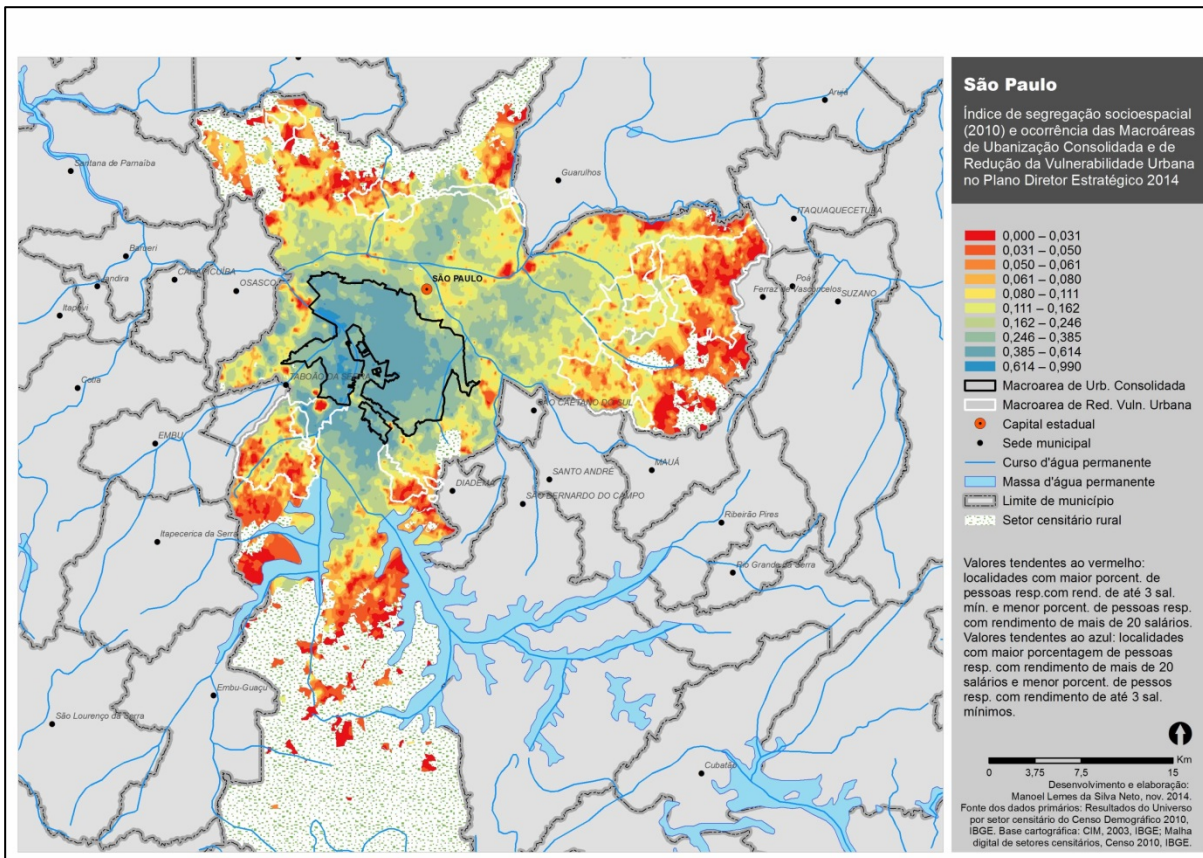 São Paulo
Índice de segregação socioespacial
(2010) e ocorrência das Macroáreas
de Ubanização Consolidada e de
Redução da Vulnerabilidade Urbana
no Plano Diretor Estratégico 2014
0,000 – 0,031
0,031 – 0,050
0,050 – 0,061
0,061 – 0,080
0,080 – 0,111
0,111 – 0,162
0,162 – 0,246
0,246 – 0,385
0,385 – 0,614
0,614 – 0,990
Macroarea de Urb. Consolidada
Macroarea de Red. Vuln. Urbana
Capital estadual
Sede municipal
Curso d'água permanente
Massa d'água permanente
Limite de município
Setor censitário rural
Valores tendentes ao vermelho:
localidades com maior porcent. de
pessoas resp.com rend. de até 3 sal.
mín. e menor porcent. de pessoas resp.
com rendimento de mais de 20 salários.
Valores tendentes ao azul: localidades
com maior porcentagem de pessoas
resp. com rendimento de mais de 20
salários e menor porcent. de pessos
resp. com rendimento de até 3 sal.
mínimos.
Km
0 3,75 7,5 15
Desenvolvimento e elaboração:
Manoel Lemes da Silva Neto, nov. 2014.
Fonte dos dados primários: Resultados do Universo
por setor censitário do Censo Demográfico 2010,
IBGE. Base cartográfica: CIM, 2003, IBGE; Malha
digital de setores censitários, Censo 2010, IBGE.
Arujá
Santana de Parnaíba
Guarulhos
ITAQUAQUECETUBA
Barueri
Jandira
CARAPICUÍBA
OSASCO
SÃO PAULO
Poá
Ferraz de Vasconcelos
SUZANO
Itapevi
Cotia
TABOÃO DA SERRA
SÃO CAETANO DO SUL
EMBU
SANTO ANDRÉ
MAUÁ
DIADEMA
SÃO BERNARDO DO CAMPO
Ribeirão Pires
Itapecerica da Serra
Rio Grande da Serra
Embu-Guaçu
São Lourenço da Serra
Cubatão